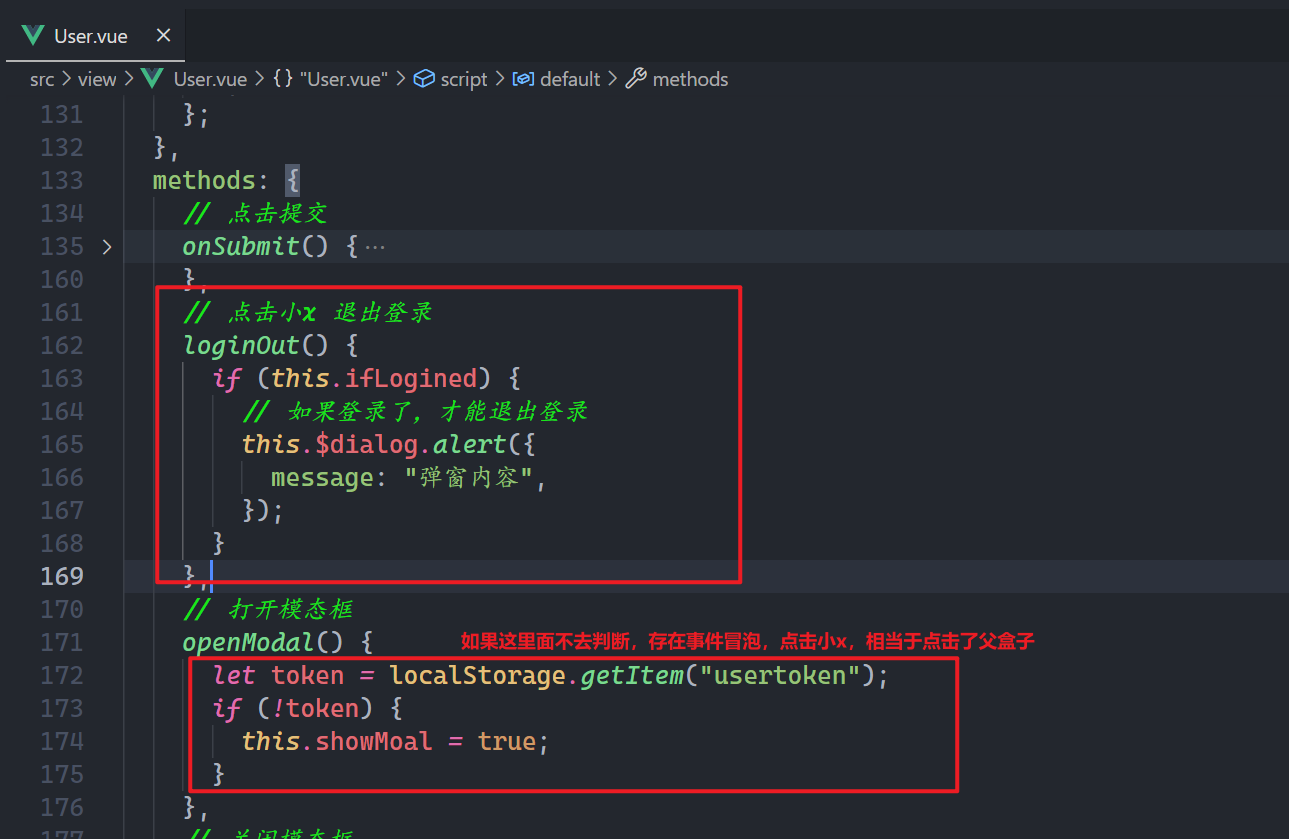 User.vue ×
src > view > User.vue > {} "User.vue" > script > default > methods
131 };
132 },
133 methods: {
134 // 点击提交
135 > onSubmit() { ···
160 },
161 // 点击小x 退出登录
162 loginOut() {
163 if (this.ifLogined) {
164 // 如果登录了，才能退出登录
165 this.$dialog.alert({
166 message: "弹窗内容",
167 });
168 }
169 },
170 // 打开模态框
171 openModal() { 如果这里面不去判断，存在事件冒泡，点击小x，相当于点击了父盒子
172 let token = localStorage.getItem("usertoken");
173 if (!token) {
174 this.showMoal = true;
175 }
176 },
177 // 关闭模态框